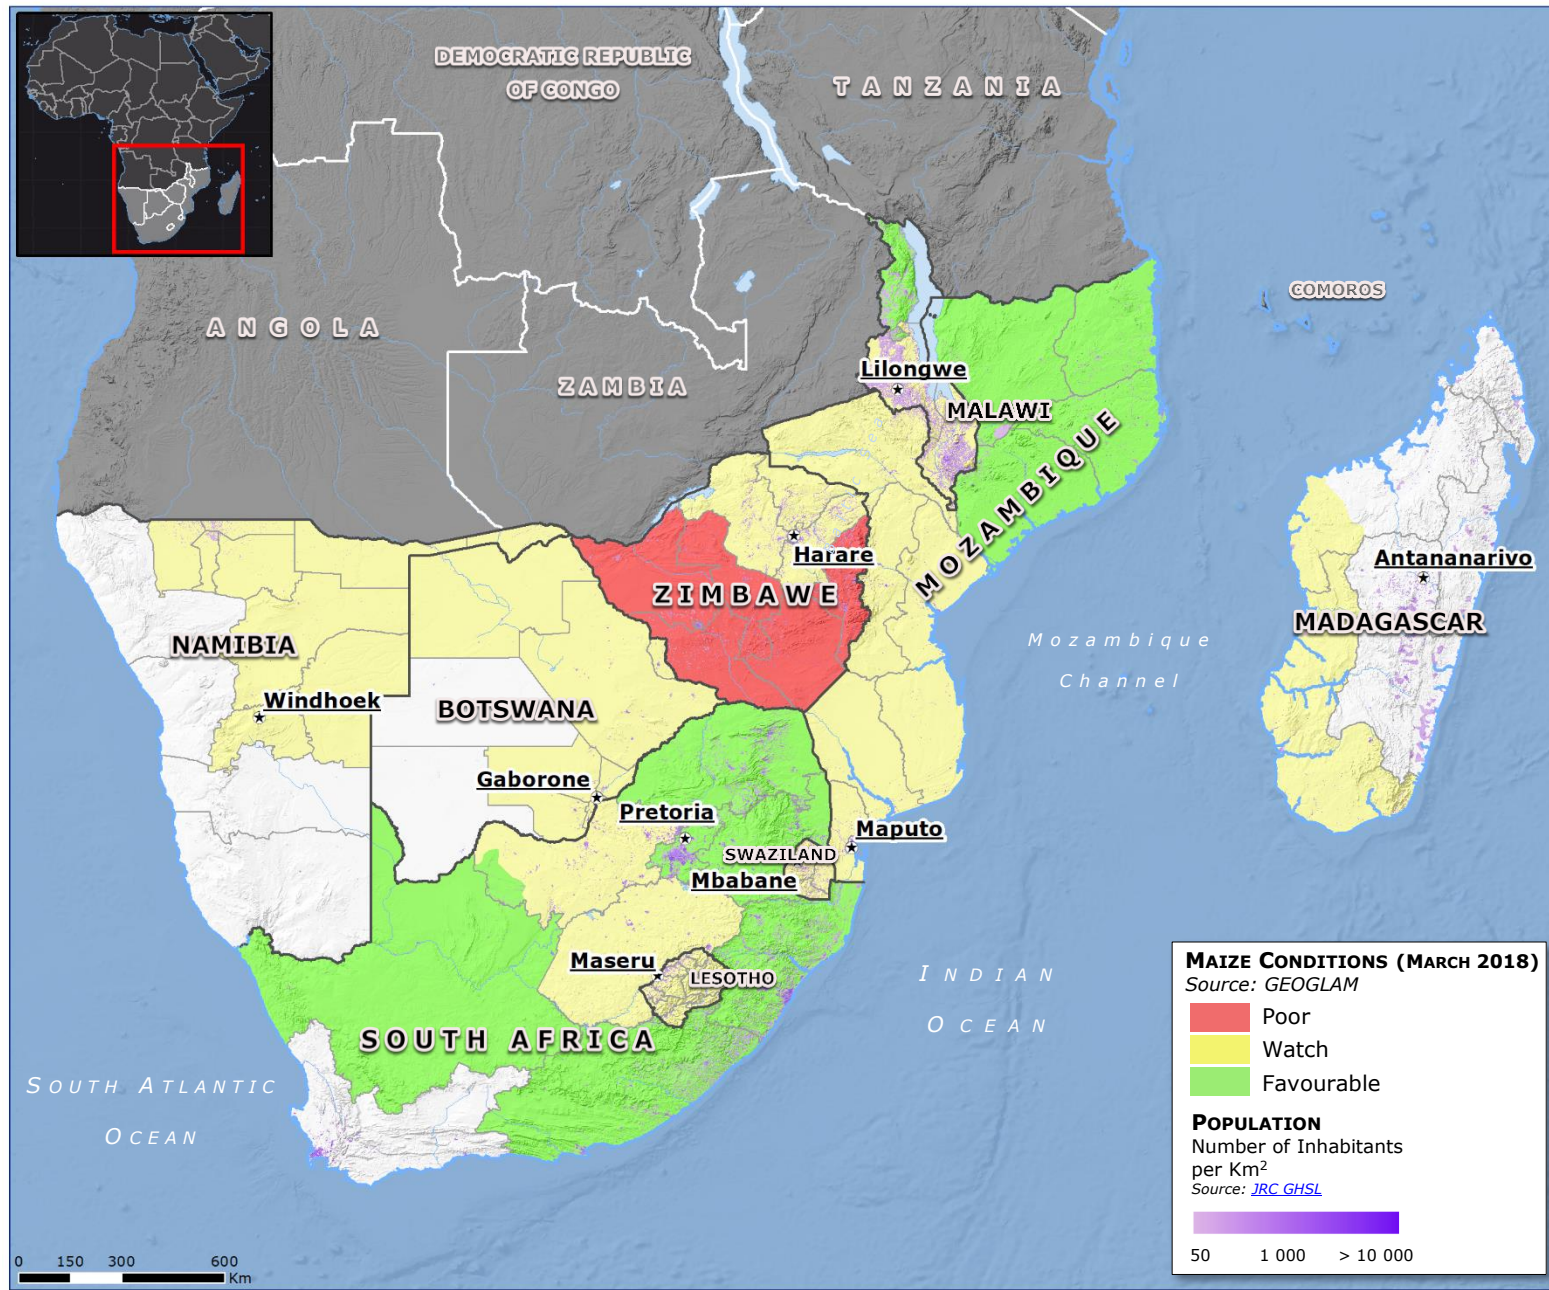 DEMOCRATIC REPUBLIC
OF CONGO
TANZANIA
COMOROS
ANGOLA
ZAMBIA
Lilongwe
MALAWI
MOZAMBIQUE
Harare
ZIMBAWE
Antananarivo
MADAGASCAR
NAMIBIA
Windhoek
BOTSWANA
Mozambique
Channel
Gaborone
Pretoria
Maputo
SWAZILAND
Mbabane
Maseru
LESOTHO
SOUTH AFRICA
INDIAN
OCEAN
SOUTH ATLANTIC
OCEAN
MAIZE CONDITIONS (MARCH 2018)
Source: GEOGLAM
Poor
Watch
Favourable
POPULATION
Number of Inhabitants
per Km²
Source: JRC GHSL
50 1 000 > 10 000
0 150 300 600
Km